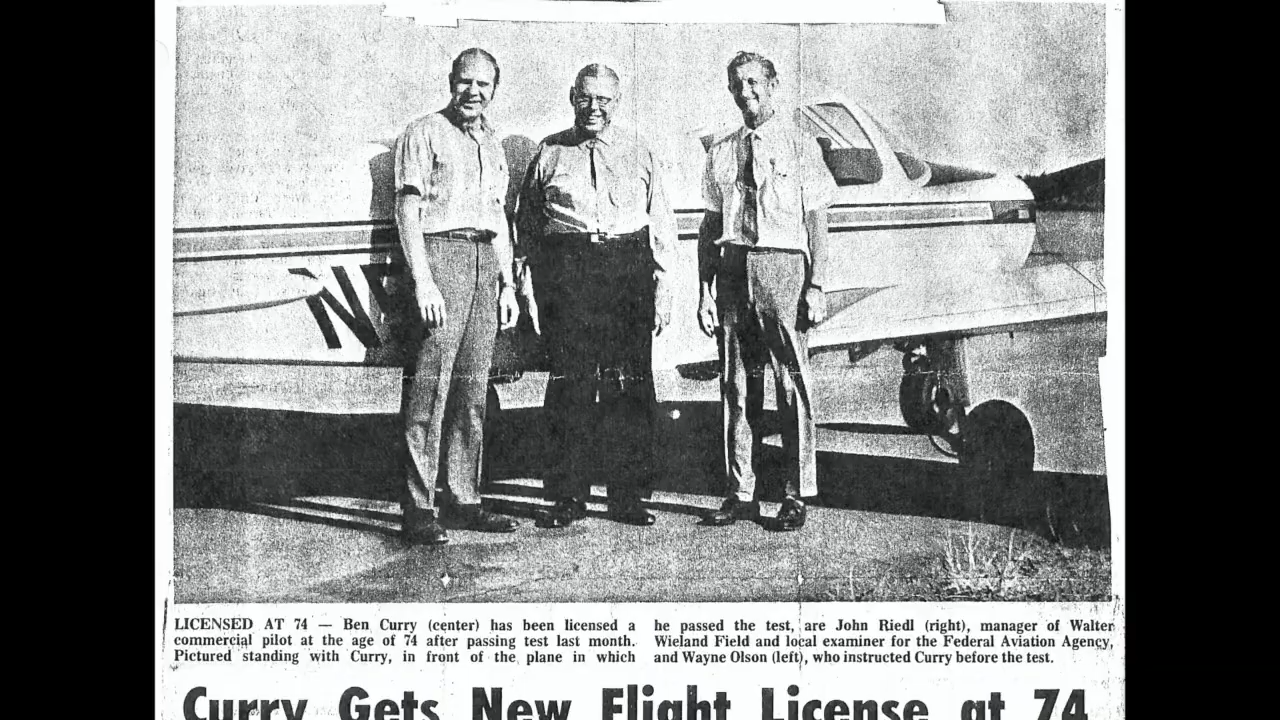 N
LICENSED AT 74 — Ben Curry (center) has been licensed a
commercial pilot at the age of 74 after passing test last month.
Pictured standing with Curry, in front of the plane in which
he passed the test, are John Riedl (right), manager of Walter
Wieland Field and local examiner for the Federal Aviation Agency,
and Wayne Olson (left), who instructed Curry before the test.
Curry Gets New Flight License at 74